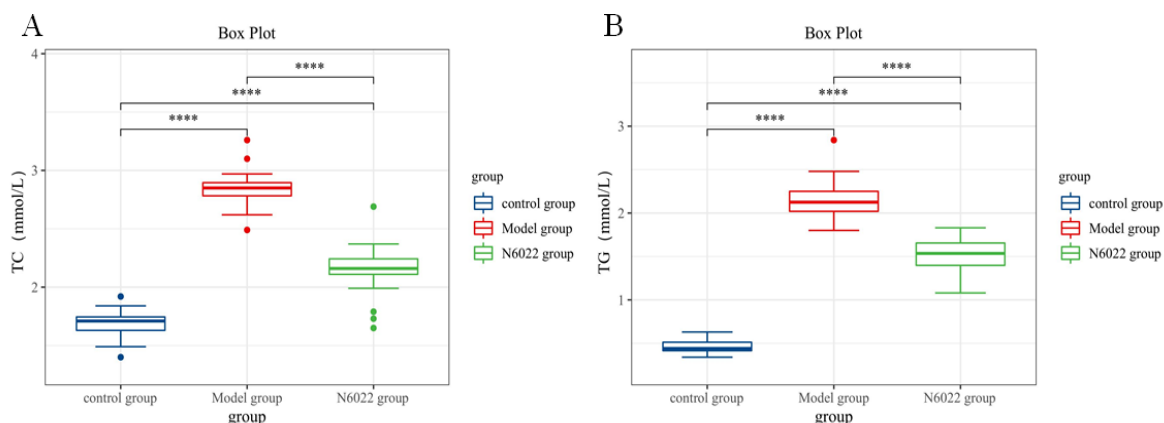 A
Box Plot
4
3
2
TC（mmol/L）
****
****
****
control group
Model group
N6022 group
group
group
control group
Model group
N6022 group
B
Box Plot
3
2
1
TG（mmol/L）
****
****
****
control group
Model group
N6022 group
group
group
control group
Model group
N6022 group